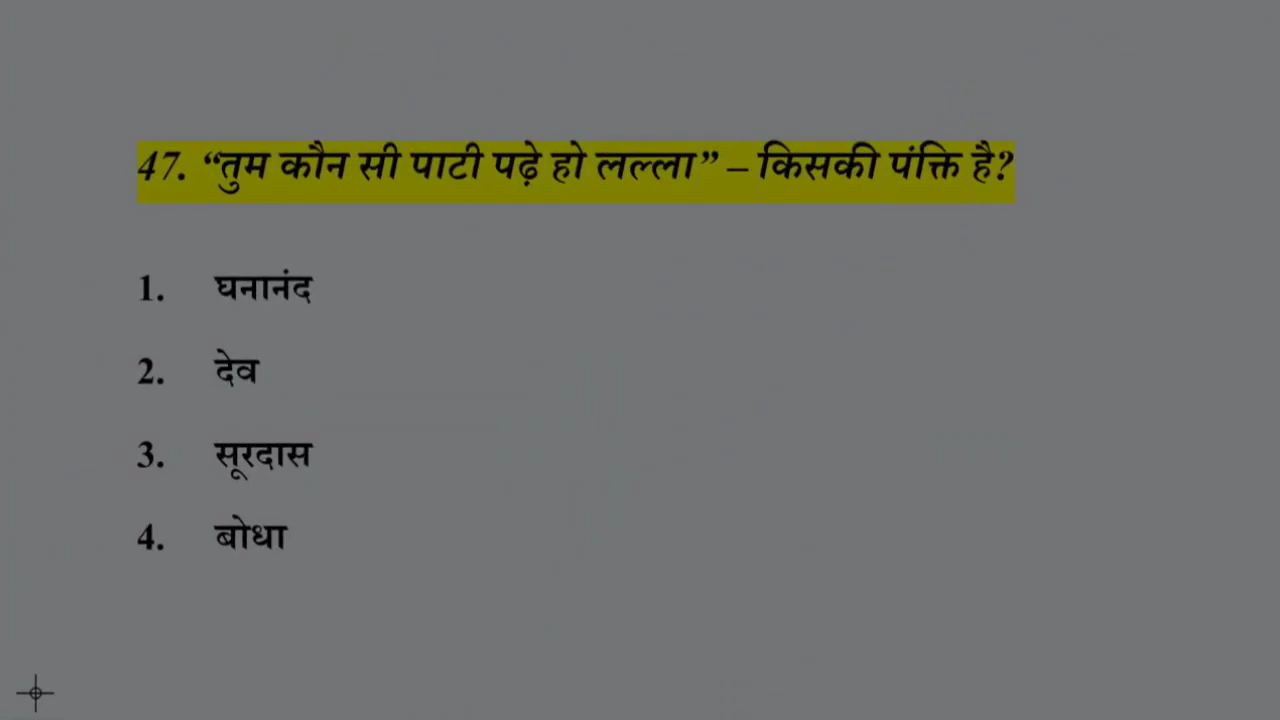 47. “तुम कौन सी पाटी पढ़े हो लल्ला” – किसकी पंक्ति है?
1. घनानंद
2. देव
3. सूरदास
4. बोधा